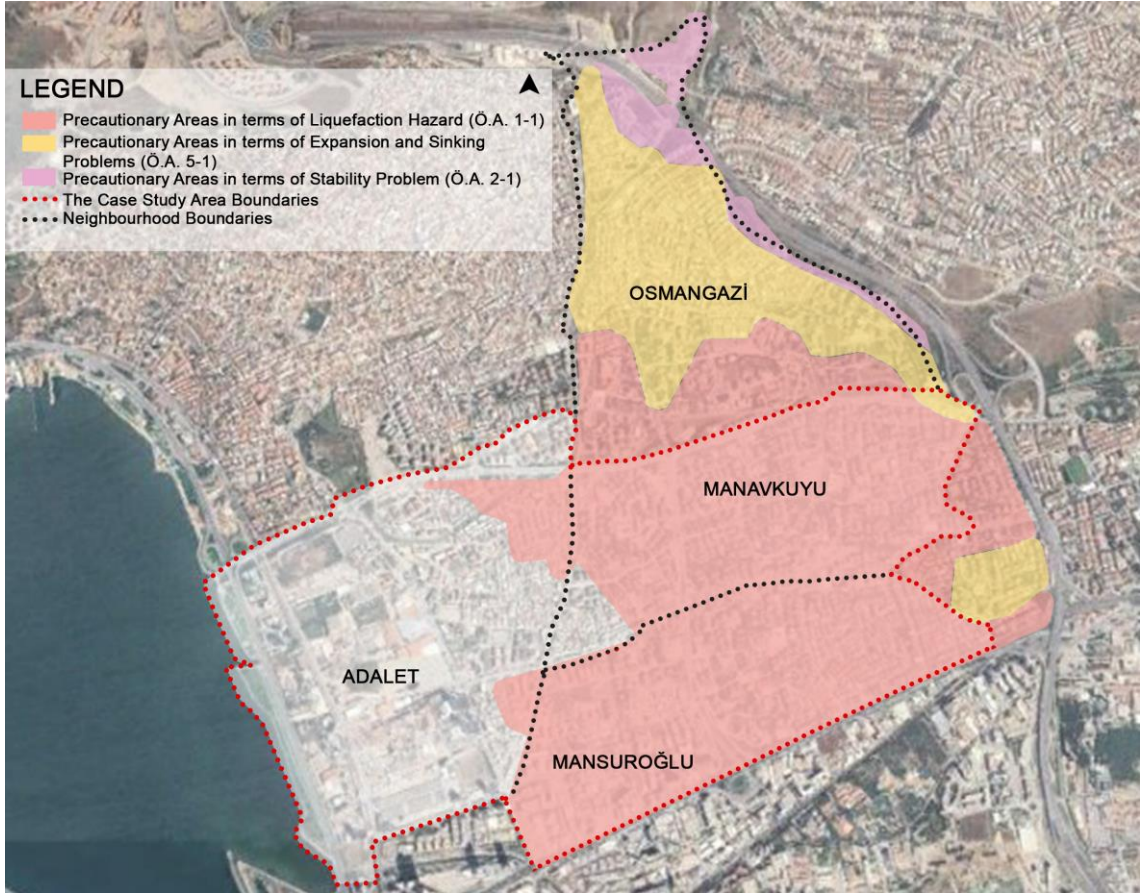 LEGEND
Precautionary Areas in terms of Liquefaction Hazard (Ö.A. 1-1)
Precautionary Areas in terms of Expansion and Sinking
Problems (Ö.A. 5-1)
Precautionary Areas in terms of Stability Problem (Ö.A. 2-1)
The Case Study Area Boundaries
Neighbourhood Boundaries
OSMANGAZİ
MANAVKUYU
ADALET
MANSUROĞLU